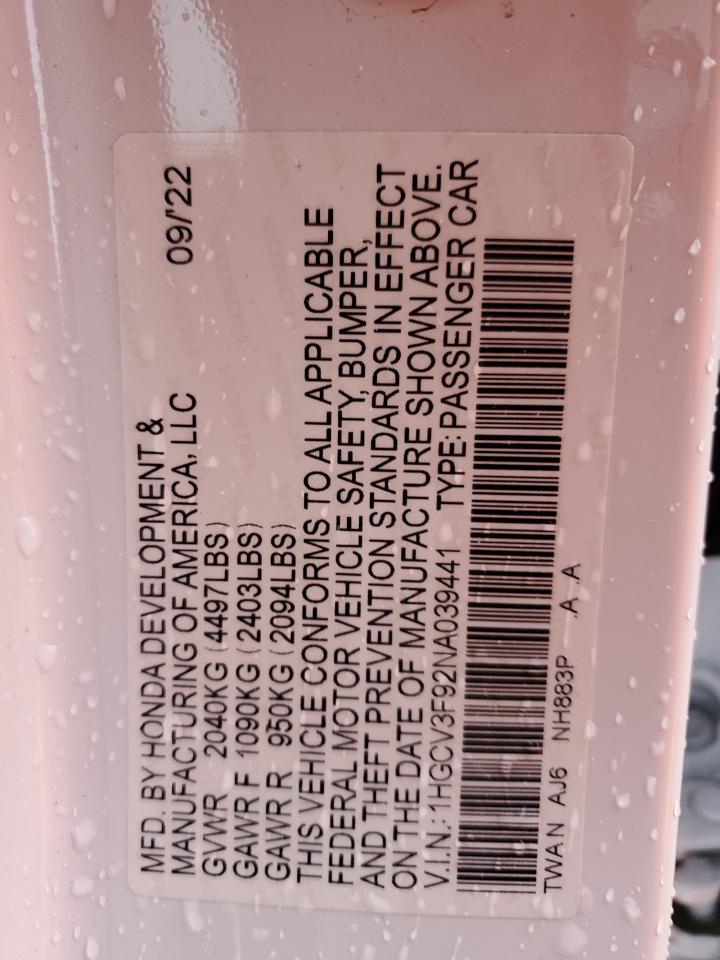 MFD. BY HONDA DEVELOPMENT &
MANUFACTURING OF AMERICA, LLC 09/'22
GVWR 2040KG (4497LBS)
GAWR F 1090KG (2403LBS)
GAWR R 950KG (2094LBS)
THIS VEHICLE CONFORMS TO ALL APPLICABLE
FEDERAL MOTOR VEHICLE SAFETY, BUMPER,
AND THEFT PREVENTION STANDARDS IN EFFECT
ON THE DATE OF MANUFACTURE SHOWN ABOVE.
V.I.N.: 1HGCV3F92NA039441 TYPE: PASSENGER CAR
TWAN AJ6 NH883P .A .A